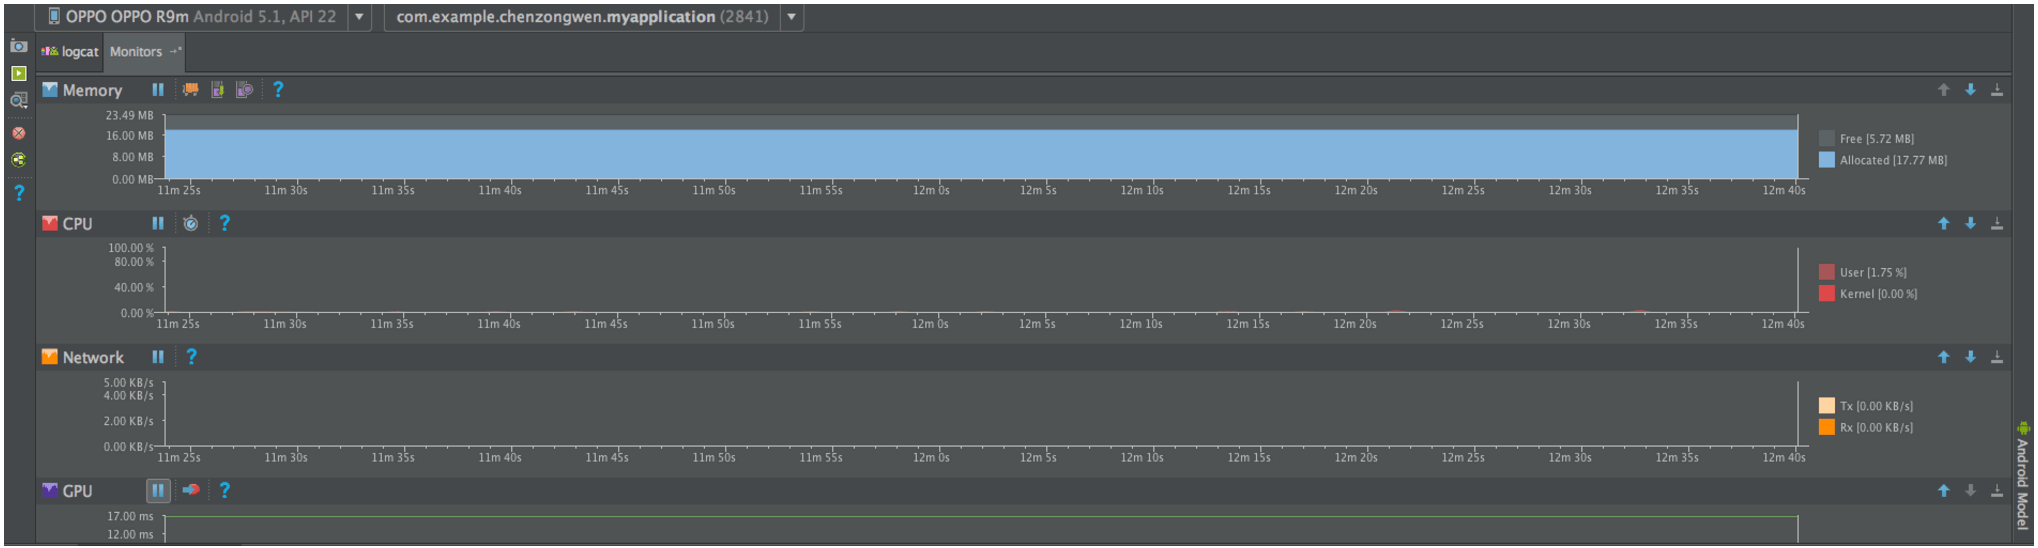 OPPO OPPO R9m Android 5.1, API 22 com.example.chenzongwen.myapplication (2841)
logcat Monitors
Memory ?
23.49 MB
16.00 MB
8.00 MB
0.00 MB
Free [5.72 MB]
Allocated [17.77 MB]
11m 25s 11m 30s 11m 35s 11m 40s 11m 45s 11m 50s 11m 55s 12m 0s 12m 5s 12m 10s 12m 15s 12m 20s 12m 25s 12m 30s 12m 35s 12m 40s
CPU ?
100.00 %
80.00 %
40.00 %
0.00 %
User [1.75 %]
Kernel [0.00 %]
11m 25s 11m 30s 11m 35s 11m 40s 11m 45s 11m 50s 11m 55s 12m 0s 12m 5s 12m 10s 12m 15s 12m 20s 12m 25s 12m 30s 12m 35s 12m 40s
Network ?
5.00 KB/s
4.00 KB/s
2.00 KB/s
0.00 KB/s
Tx [0.00 KB/s]
Rx [0.00 KB/s]
11m 25s 11m 30s 11m 35s 11m 40s 11m 45s 11m 50s 11m 55s 12m 0s 12m 5s 12m 10s 12m 15s 12m 20s 12m 25s 12m 30s 12m 35s 12m 40s
GPU ?
17.00 ms
12.00 ms
?
Android Model